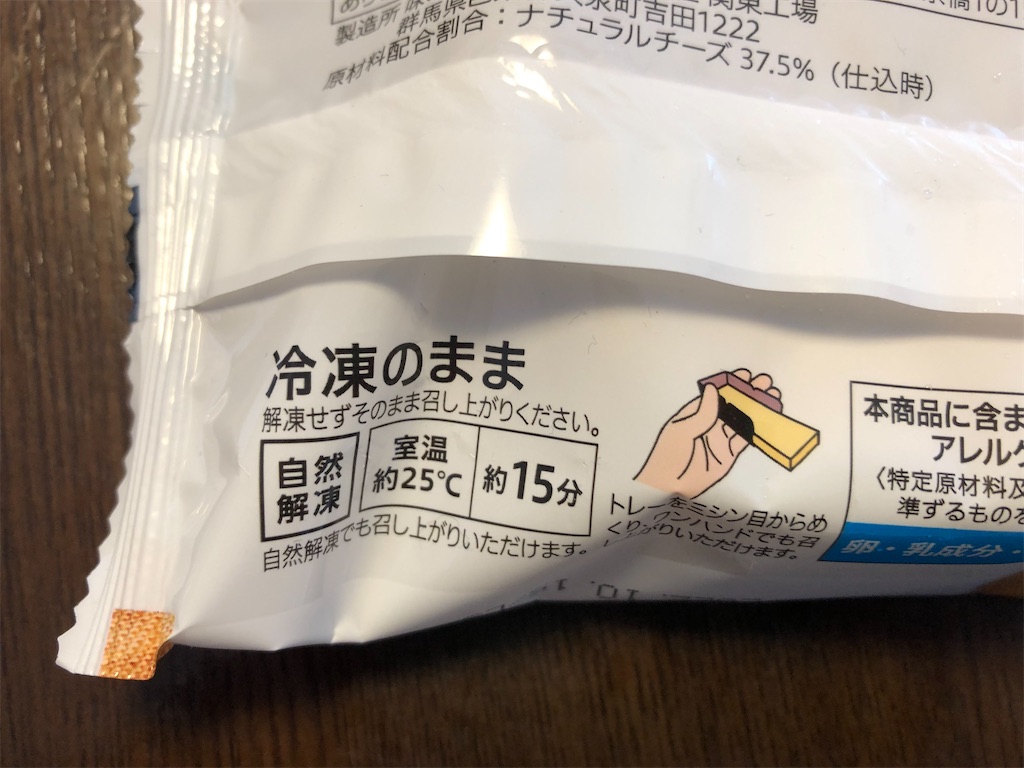 製造所
関東工場
群馬県
泉町吉田1222
原材料配合割合：ナチュラルチーズ 37.5%（仕込時）
冷凍のまま
解凍せずそのまま召し上がりください。
自然
解凍
室温
約25℃
約15分
自然解凍でも召し上がりいただけます。
トレーをミシン目からめ
ワンハンドでも召
りいただけます。
本商品に含ま
アレルゲ
〈特定原材料及
準ずるものを
卵・乳成分・